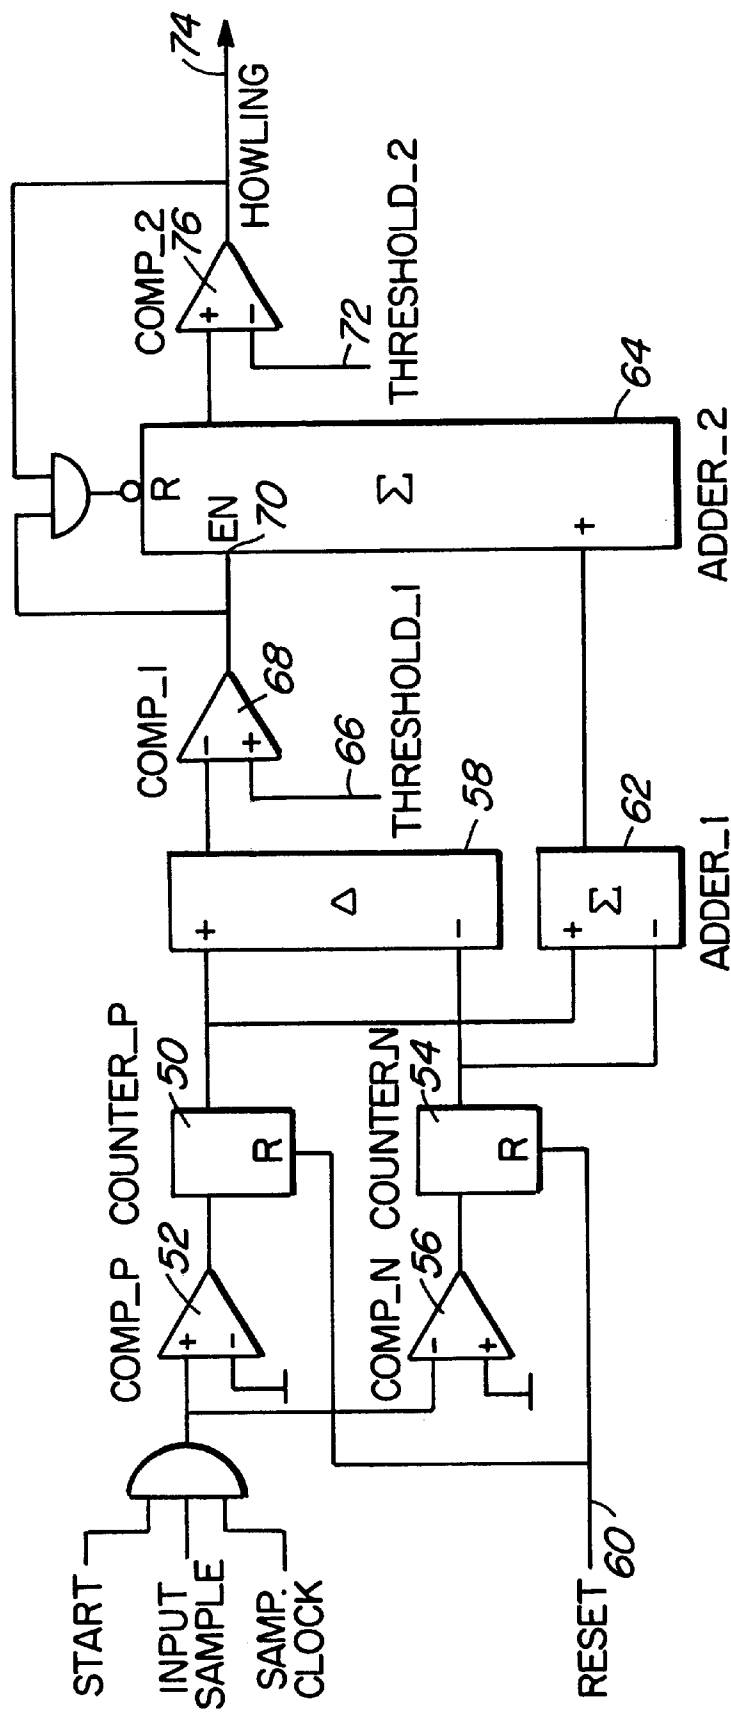 START
INPUT
SAMPLE
SAMP.
CLOCK
RESET
60
COMP_P
52
+
-
COUNTER_P
50
R
COMP_N
56
-
+
COUNTER_N
54
R
+
Δ
-
58
+
Σ
-
62
ADDER_1
COMP_1
-
+
68
66
THRESHOLD_1
R
EN
70
Σ
+
64
ADDER_2
COMP_2
76
+
-
72
THRESHOLD_2
HOWLING
74